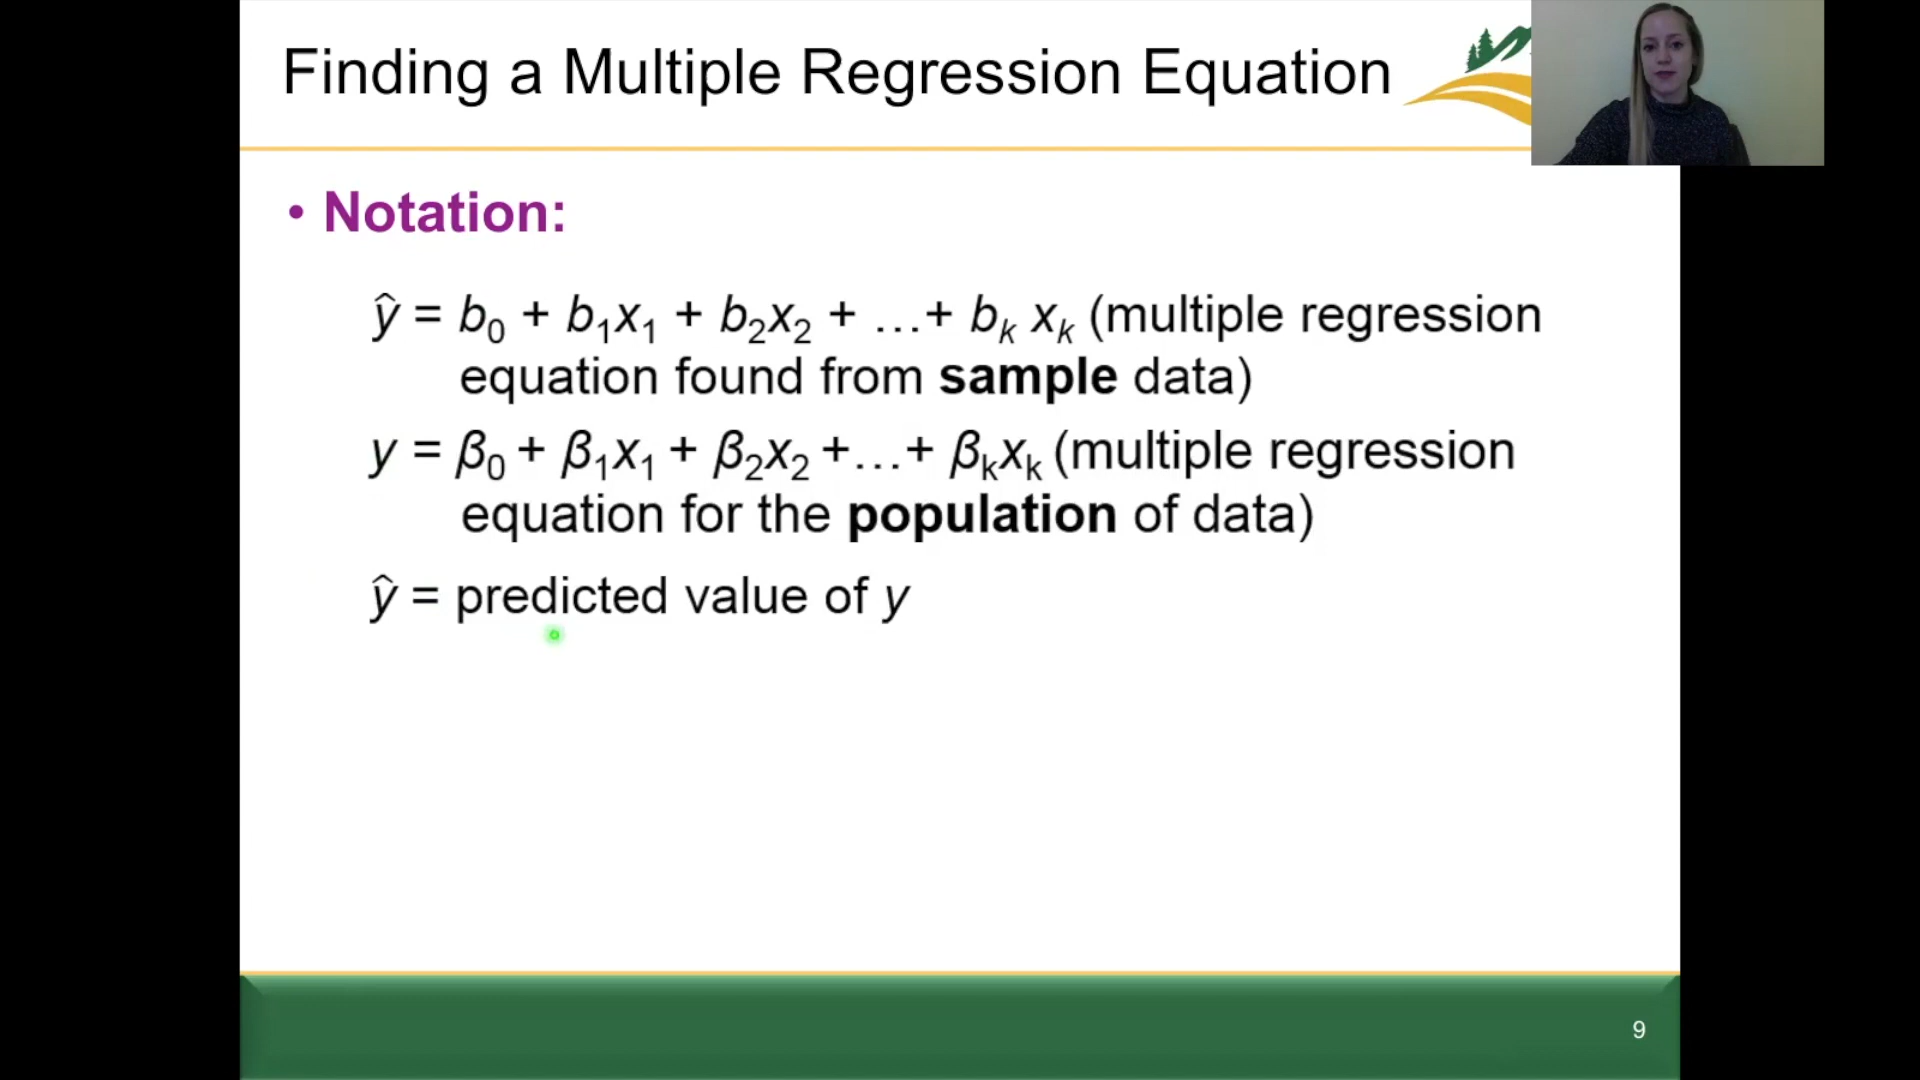 Finding a Multiple Regression Equation
• Notation:
ŷ = b₀ + b₁x₁ + b₂x₂ + …+ bₖ xₖ (multiple regression
equation found from sample data)
y = β₀ + β₁x₁ + β₂x₂ +…+ βₖxₖ (multiple regression
equation for the population of data)
ŷ = predicted value of y
9